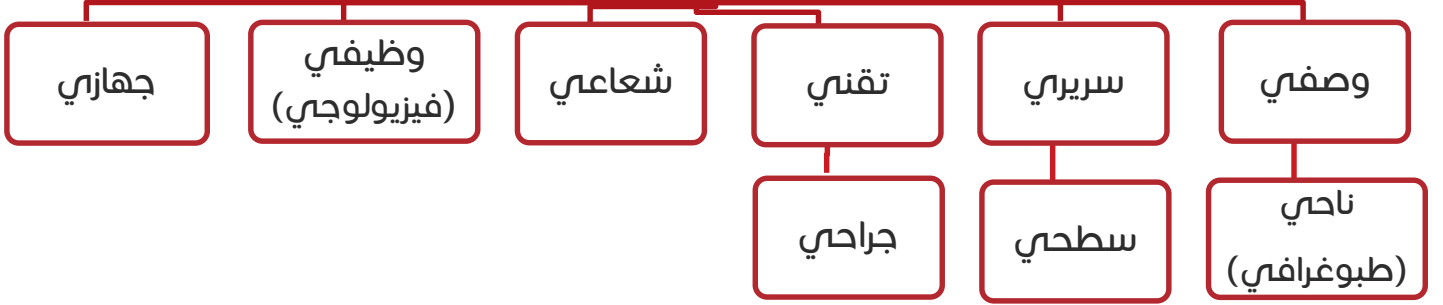 وصفي
سريري
تقني
شعاعي
وظيفي
(فيزيولوجي)
جهازي
ناحي
(طبوغرافي)
سطحي
جراحي